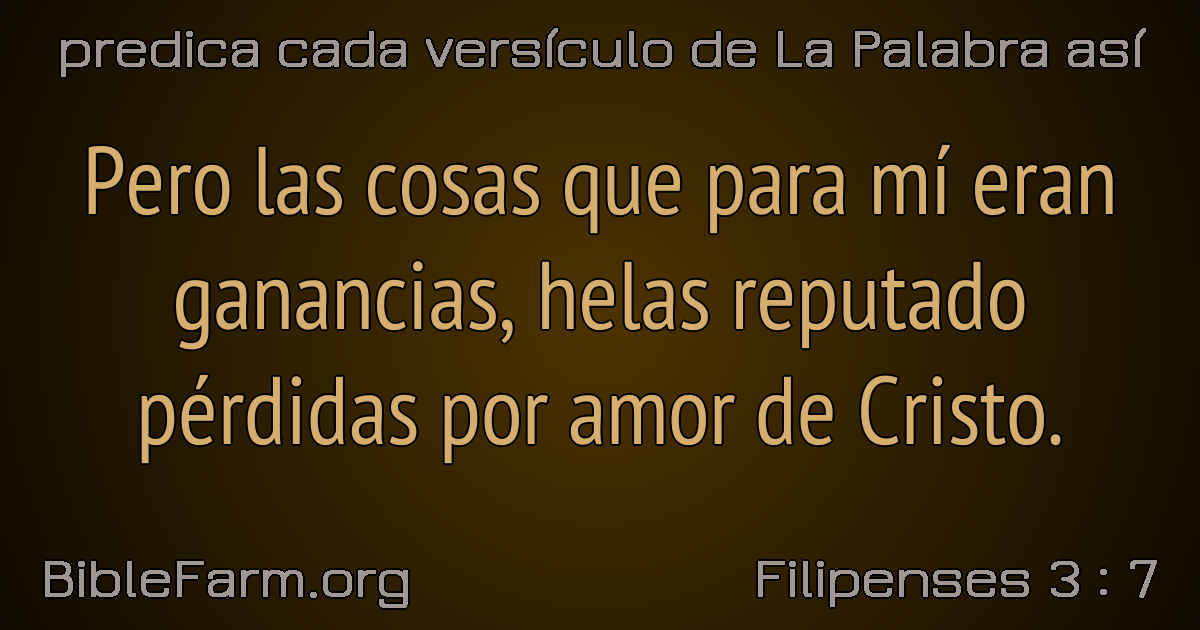 predica cada versículo de La Palabra así
Pero las cosas que para mí eran
ganancias, helas reputado
pérdidas por amor de Cristo.
BibleFarm.org
Filipenses 3 : 7